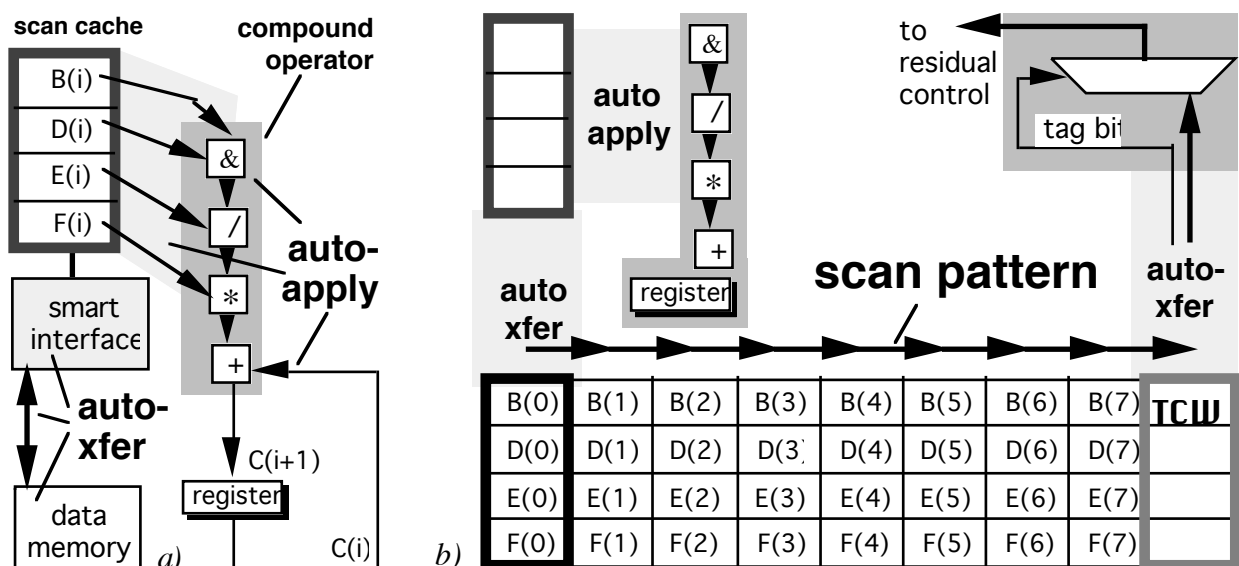 scan cache
compound
operator
B(i)
D(i)
E(i)
F(i)
&
/
*
+
auto-
apply
smart
interface
auto-
xfer
data
memory
C(i+1)
register
C(i)
a)
&
/
*
+
register
auto
apply
auto
xfer
scan pattern
to
residual
control
tag bit
auto-
xfer
B(0) B(1) B(2) B(3) B(4) B(5) B(6) B(7) TCW
D(0) D(1) D(2) D(3) D(4) D(5) D(6) D(7)
E(0) E(1) E(2) E(3) E(4) E(5) E(6) E(7)
F(0) F(1) F(2) F(3) F(4) F(5) F(6) F(7)
b)